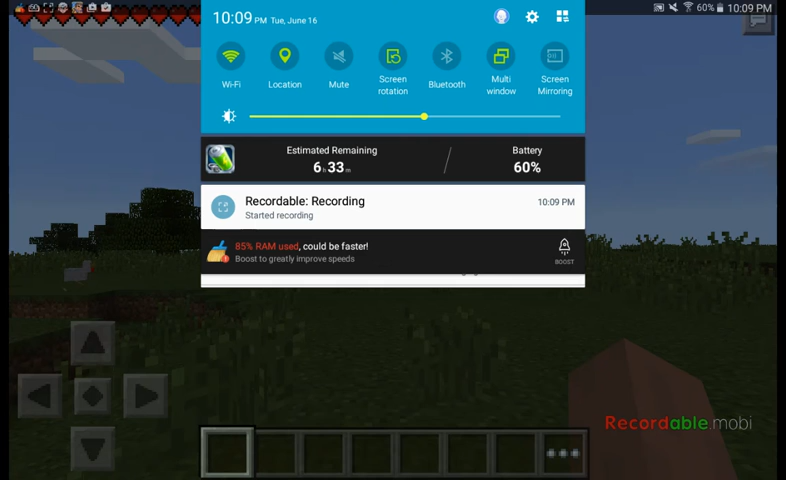 60% 10:09 PM
10:09 PM Tue, June 16
Wi-Fi Location Mute Screen rotation Bluetooth Multi window Screen Mirroring
Estimated Remaining Battery
6 h 33 m 60%
Recordable: Recording 10:09 PM
Started recording
85% RAM used, could be faster!
Boost to greatly improve speeds BOOST
Recordable.mobi